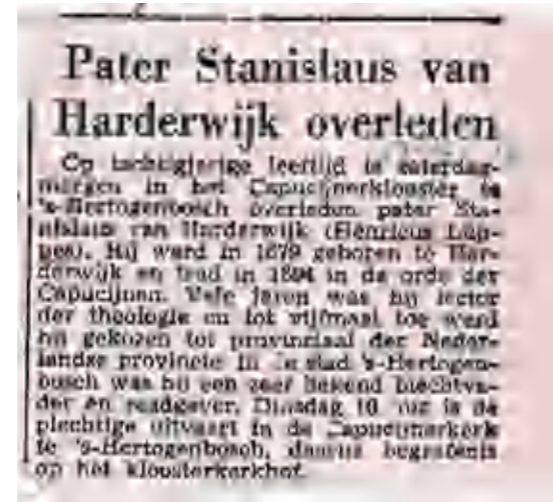 Pater Stanislaus van
Harderwijk overleden
Op tachtigjarige leeftijd is zaterdag-
morgen in het Capucijnerklooster te
's-Hertogenbosch overleden pater Sta-
nislaus van Harderwijk (Henricus
Hij werd in 1879 geboren te Har-
derwijk en trad in 1894 in de orde der
Capucijnen. Vele jaren was hij lector
der theologie en tot vijfmaal toe werd
hij gekozen tot provinciaal der Neder-
landse provincie. In de stad 's-Hertogen-
bosch was hij een zeer bekend biechtva-
der en raadgever. Dinsdag 10 uur is de
plechtige uitvaart in de Capucijnerkerk
te 's-Hertogenbosch, daarna begrafenis
op het kloosterkerkhof.